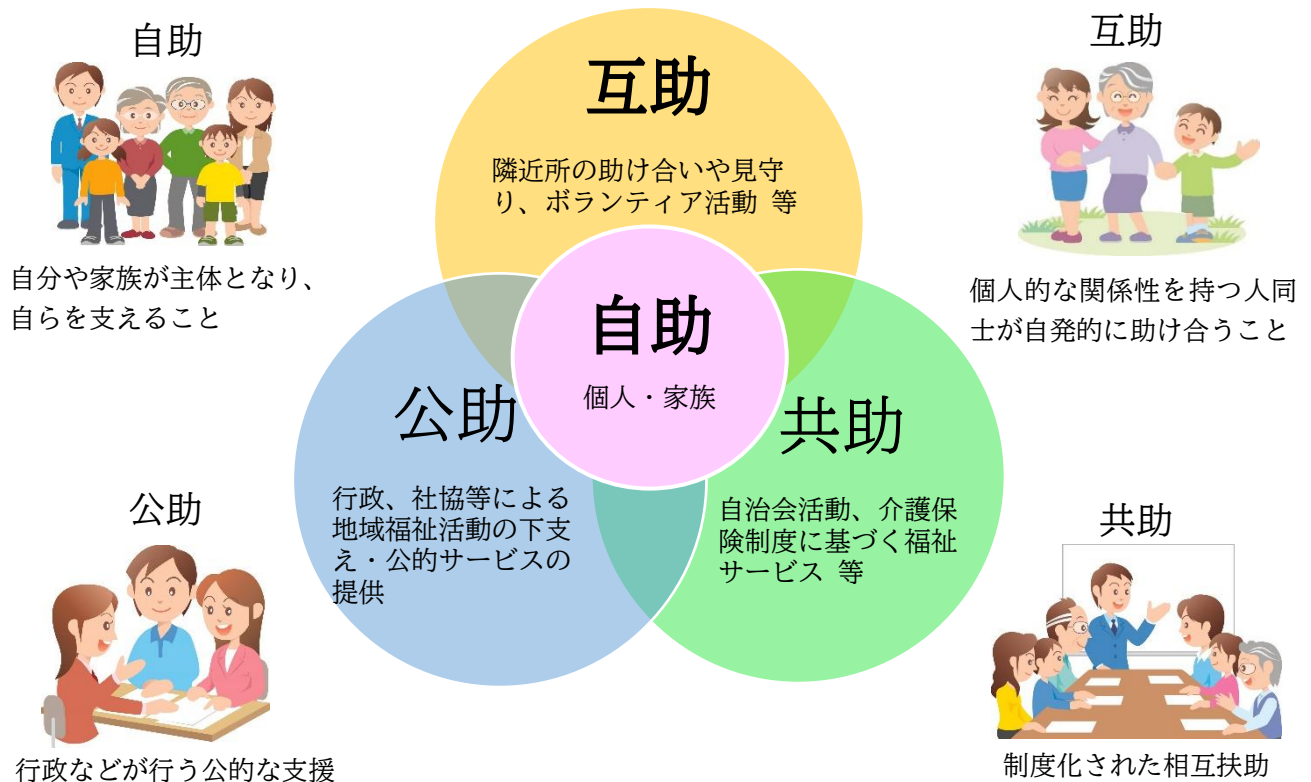 自助
自分や家族が主体となり、
自らを支えること
互助
隣近所の助け合いや見守
り、ボランティア活動 等
互助
個人的な関係性を持つ人同
士が自発的に助け合うこと
自助
個人・家族
公助
行政、社協等による
地域福祉活動の下支
え・公的サービスの
提供
共助
自治会活動、介護保
険制度に基づく福祉
サービス 等
公助
行政などが行う公的な支援
共助
制度化された相互扶助